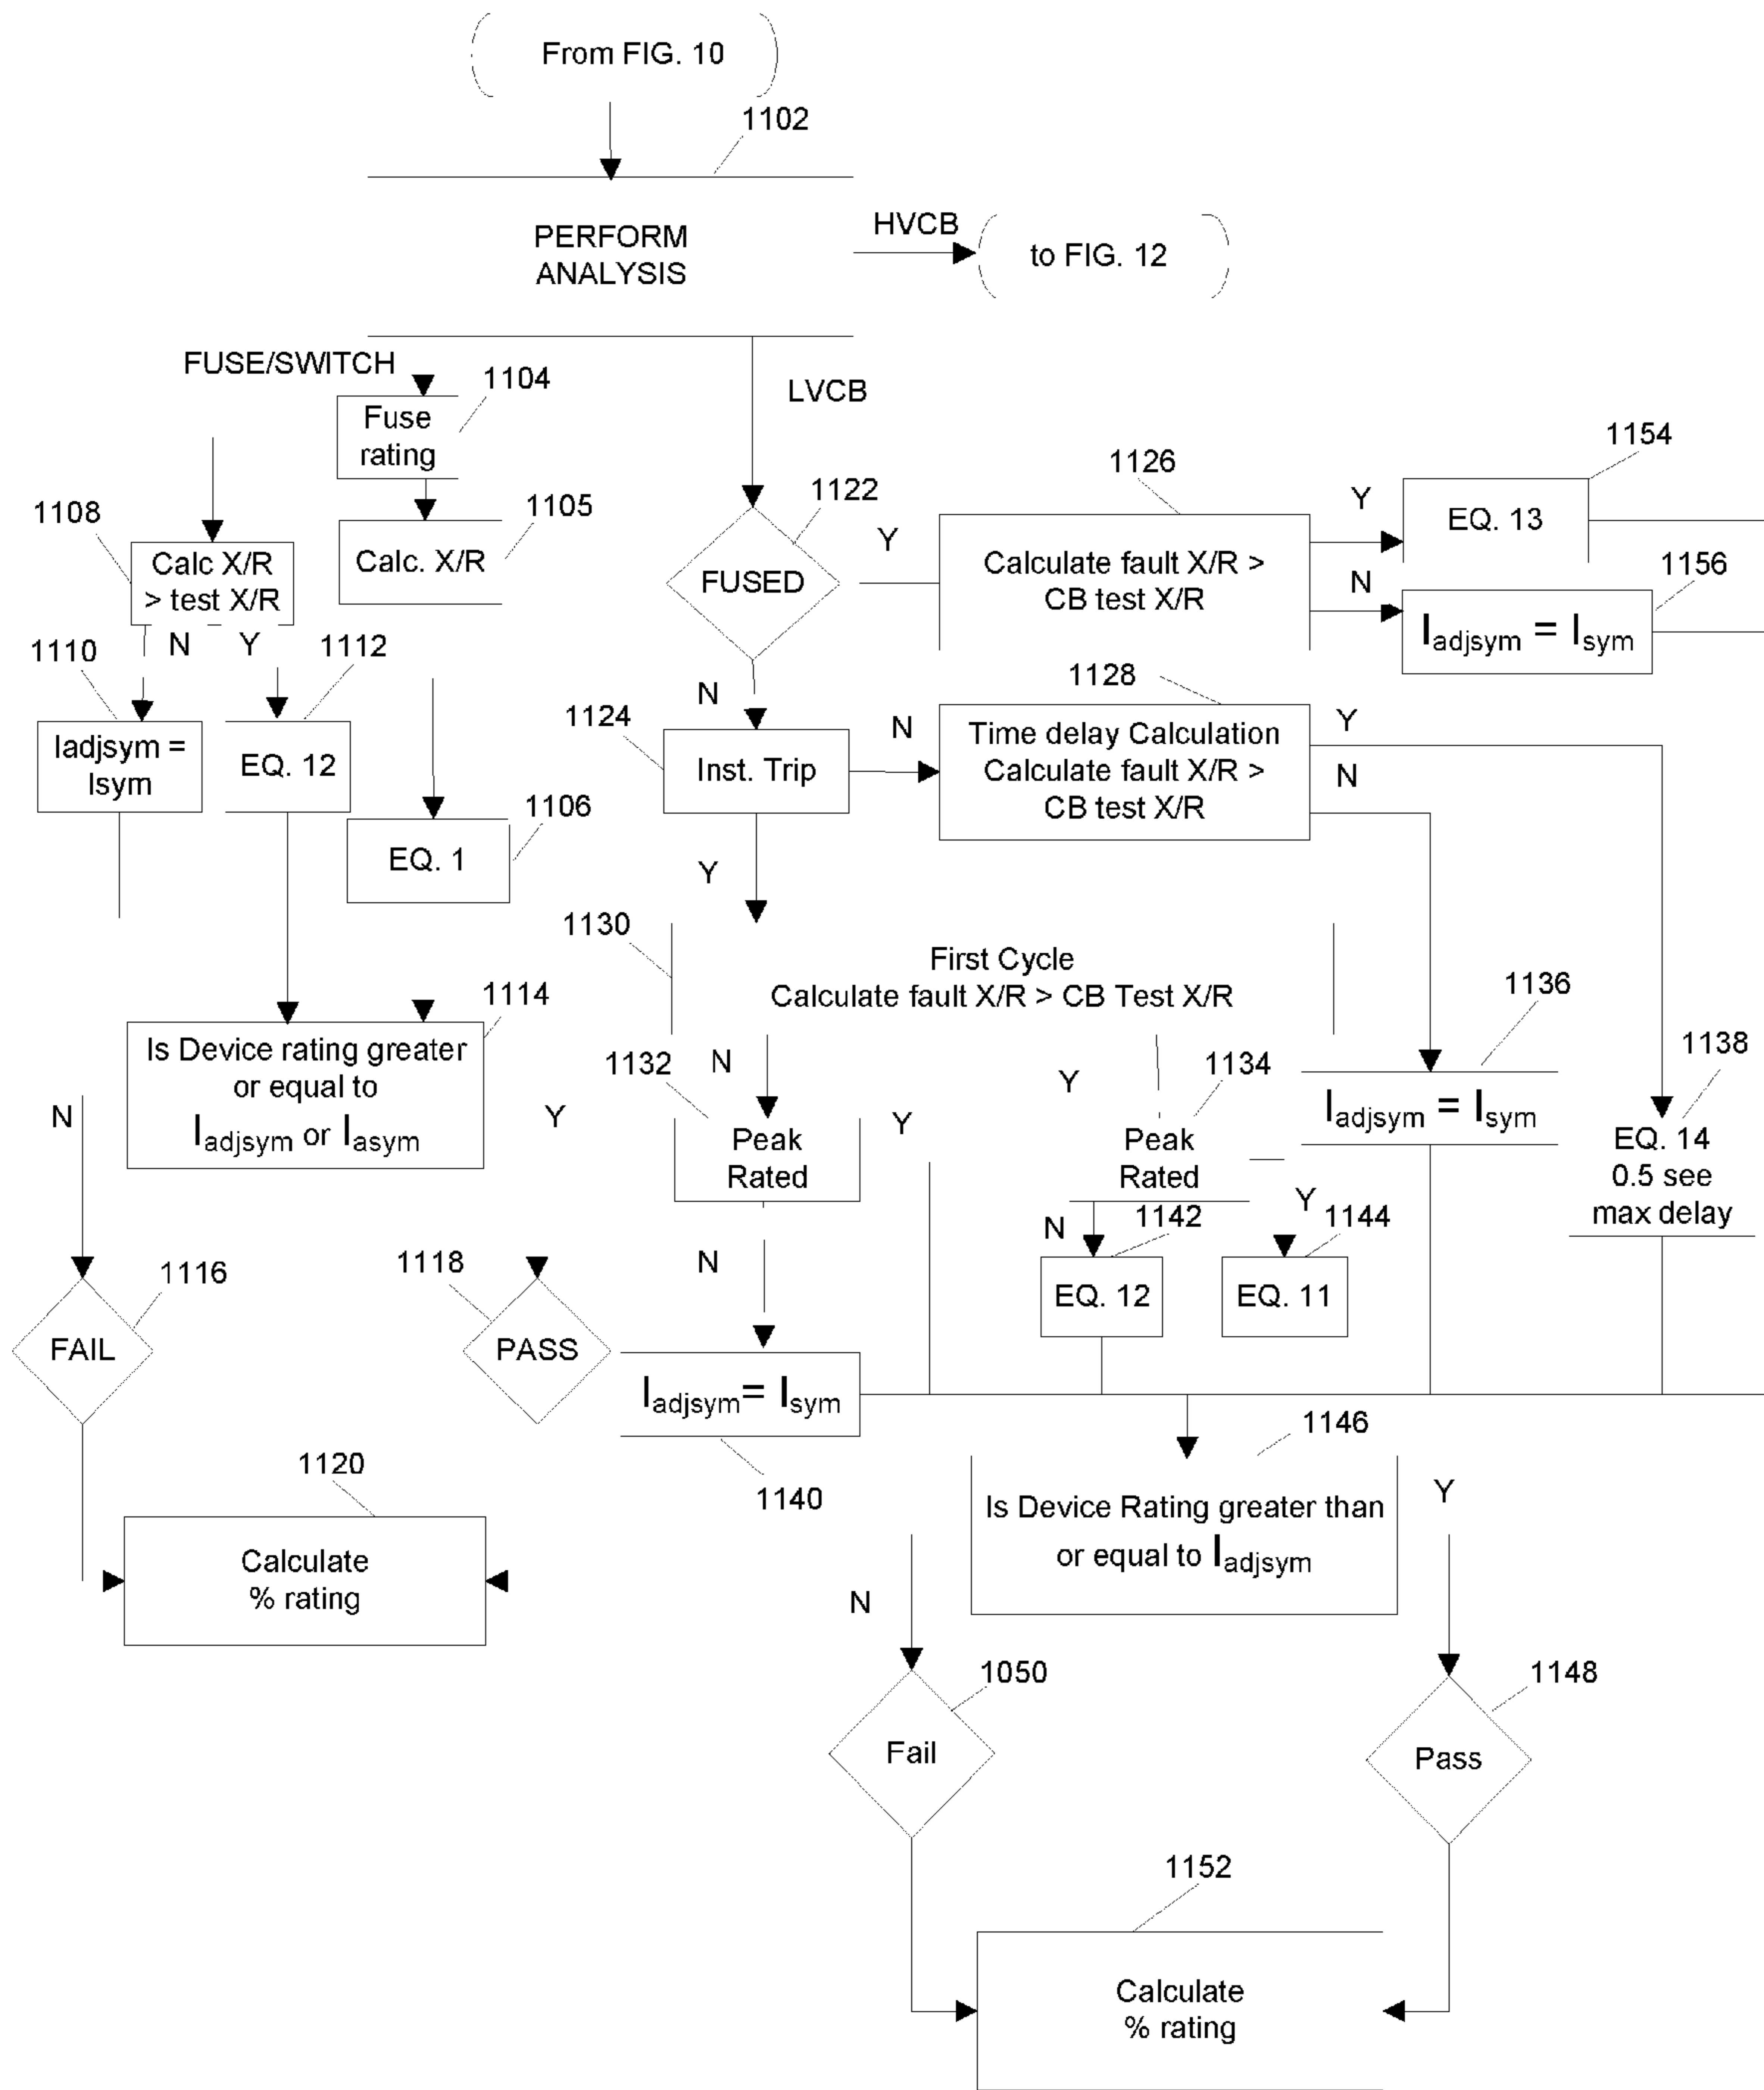 From FIG. 10
1102
PERFORM
ANALYSIS
HVCB
to FIG. 12
FUSE/SWITCH
1104
Fuse
rating
LVCB
1108
1105
Calc X/R
> test X/R
Calc. X/R
N
Y
1110
1112
Iadjsym =
Isym
EQ. 12
1106
EQ. 1
1122
FUSED
Y
1126
Calculate fault X/R >
CB test X/R
Y
1154
EQ. 13
N
1156
Iadjsym = Isym
N
1124
Inst. Trip
N
1128
Time delay Calculation
Calculate fault X/R >
CB test X/R
Y
N
Y
1130
First Cycle
Calculate fault X/R > CB Test X/R
1114
Is Device rating greater
or equal to
Iadjsym or Iasym
N
Y
1132
N
Peak
Rated
Y
Y
1134
Peak
Rated
1136
Iadjsym = Isym
1138
EQ. 14
0.5 see
max delay
N
N
1142
EQ. 12
Y
1144
EQ. 11
1116
FAIL
1118
PASS
Iadjsym= Isym
1140
1120
Calculate
% rating
1146
Is Device Rating greater than
or equal to Iadjsym
N
Y
1050
Fail
1148
Pass
1152
Calculate
% rating